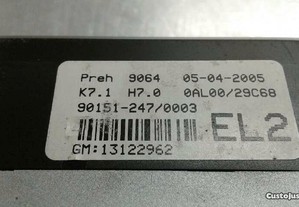 Preh 9064 05-04-2005
K7.1 H7.0 0AL00/29C68
90151-247/0003
EL2
GM:13122962
CustoJusto